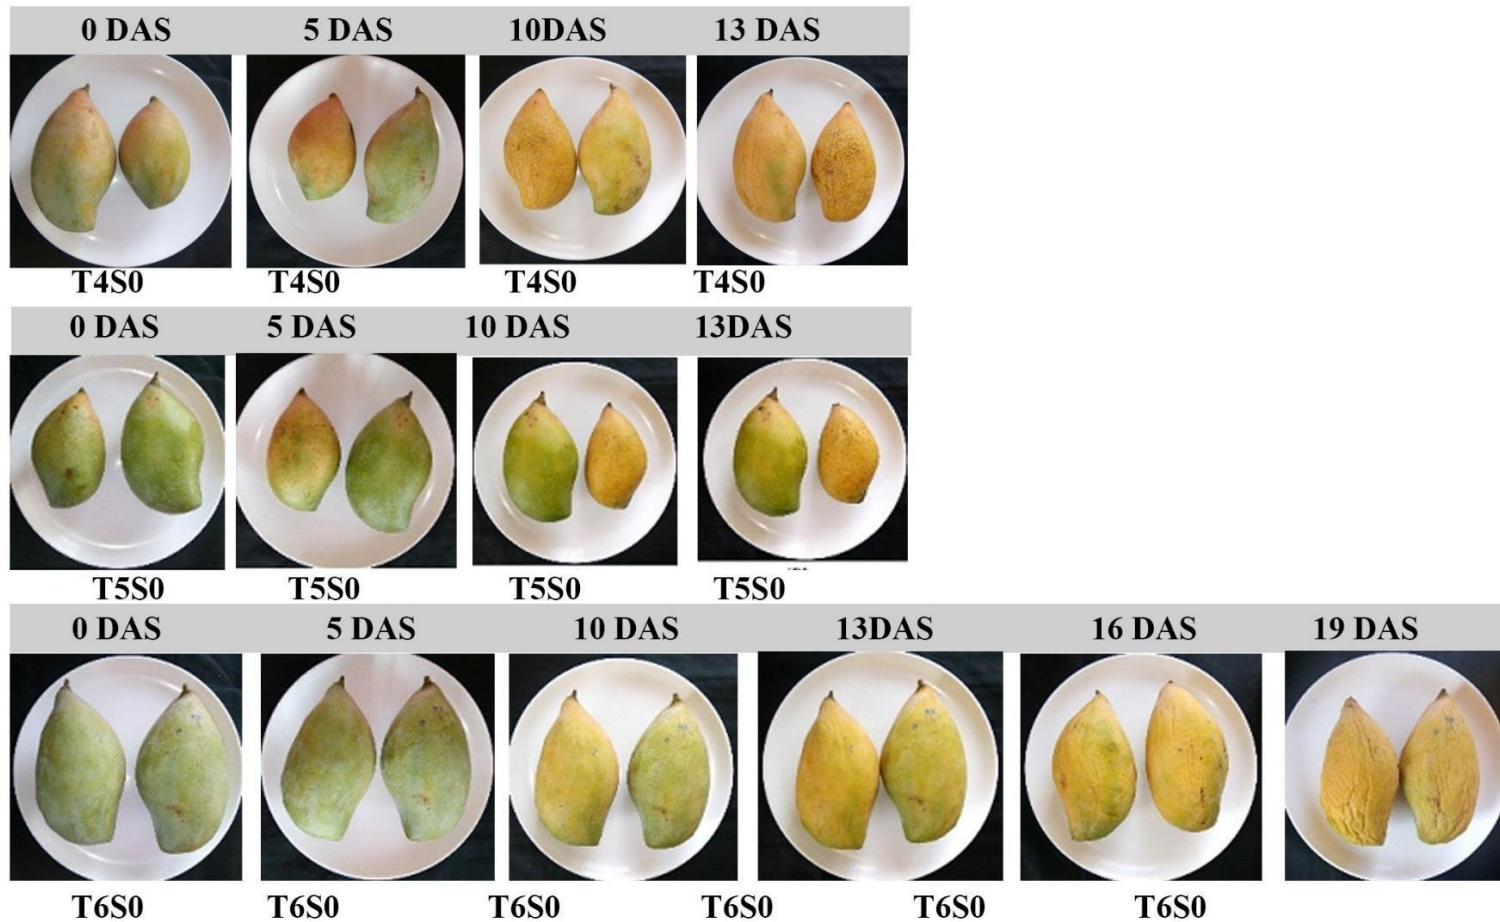 0 DAS 5 DAS 10DAS 13 DAS
T4S0 T4S0 T4S0 T4S0
0 DAS 5 DAS 10 DAS 13DAS
T5S0 T5S0 T5S0 T5S0
0 DAS 5 DAS 10 DAS 13DAS 16 DAS 19 DAS
T6S0 T6S0 T6S0 T6S0 T6S0 T6S0